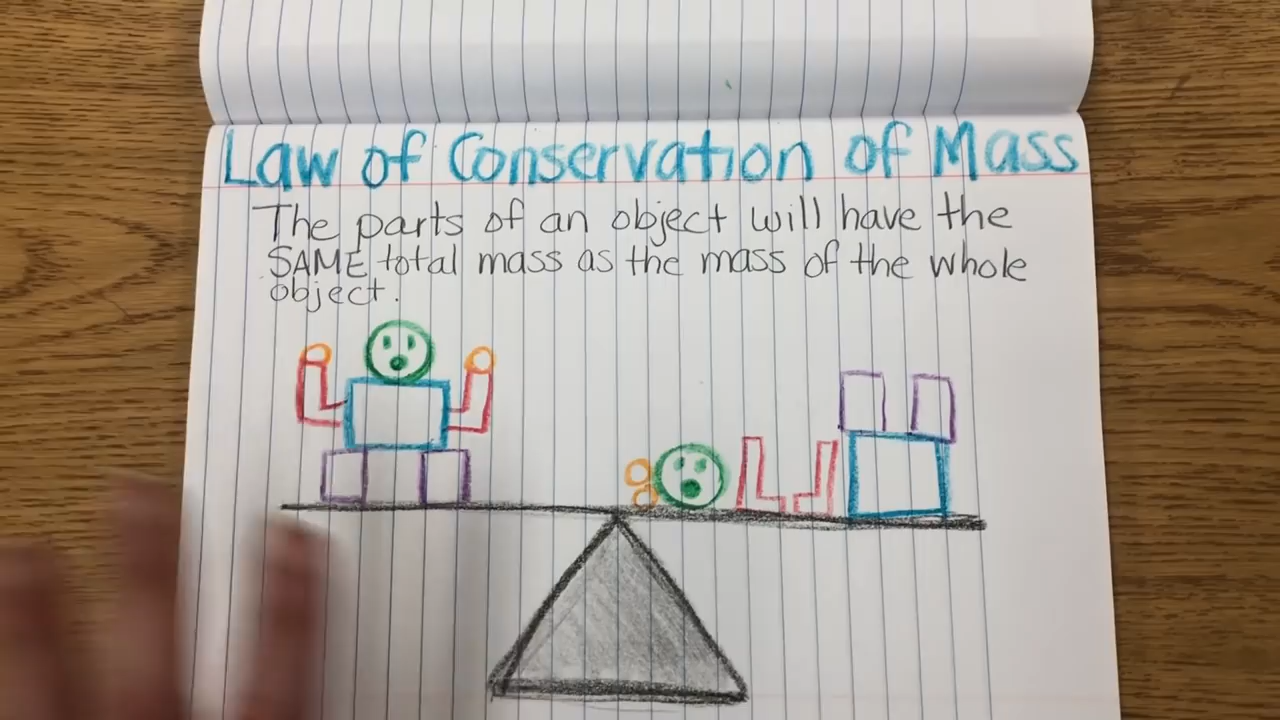 Law of Conservation of Mass
The parts of an object will have the
SAME total mass as the mass of the whole
object.